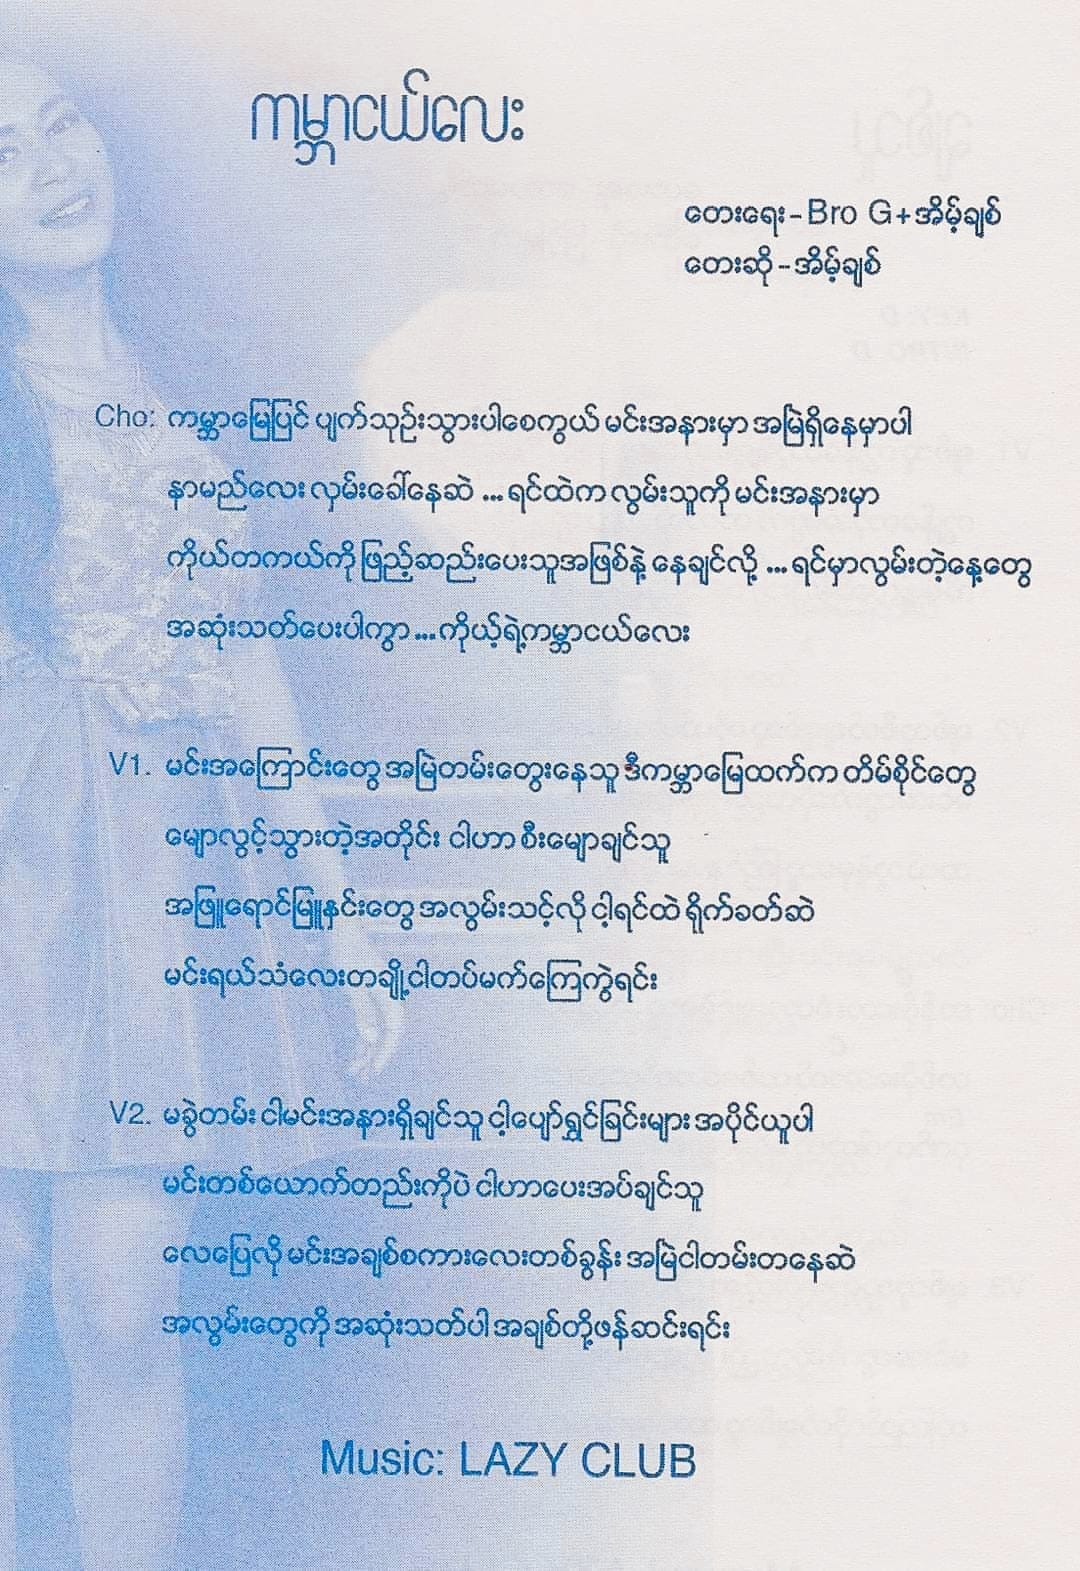 ကမ္ဘာငယ်လေး
တေးရေး - Bro G + အိမ့်ချစ်
တေးဆို - အိမ့်ချစ်
Cho: ကမ္ဘာမြေပြင် ပျက်သုဉ်းသွားပါစေကွယ် မင်းအနားမှာ အမြဲရှိနေမှာပါ
နာမည်လေး လှမ်းခေါ်နေဆဲ ... ရင်ထဲက လွမ်းသူကို မင်းအနားမှာ
ကိုယ်တကယ်ကို ဖြည့်ဆည်းပေးသူအဖြစ်နဲ့ နေချင်လို့ ... ရင်မှာလွမ်းတဲ့နေ့တွေ
အဆုံးသတ်ပေးပါကွာ ... ကိုယ့်ရဲ့ကမ္ဘာငယ်လေး
V1. မင်းအကြောင်းတွေ အမြဲတမ်းတွေးနေသူ ဒီကမ္ဘာမြေထက်က တိမ်စိုင်တွေ
မျောလွင့်သွားတဲ့အတိုင်း ငါဟာ စီးမျောချင်သူ
အဖြူရောင်မြူနှင်းတွေ အလွမ်းသင့်လို ငါ့ရင်ထဲ ရိုက်ခတ်ဆဲ
မင်းရယ်သံလေးတချို့ငါတပ်မက်ကြေကွဲရင်း
V2. မခွဲတမ်း ငါမင်းအနားရှိချင်သူ ငါ့ပျော်ရွှင်ခြင်းများ အပိုင်ယူပါ
မင်းတစ်ယောက်တည်းကိုပဲ ငါဟာပေးအပ်ချင်သူ
လေပြေလို မင်းအချစ်စကားလေးတစ်ခွန်း အမြဲငါတမ်းတနေဆဲ
အလွမ်းတွေကို အဆုံးသတ်ပါ အချစ်တို့ဖန်ဆင်းရင်း
Music: LAZY CLUB